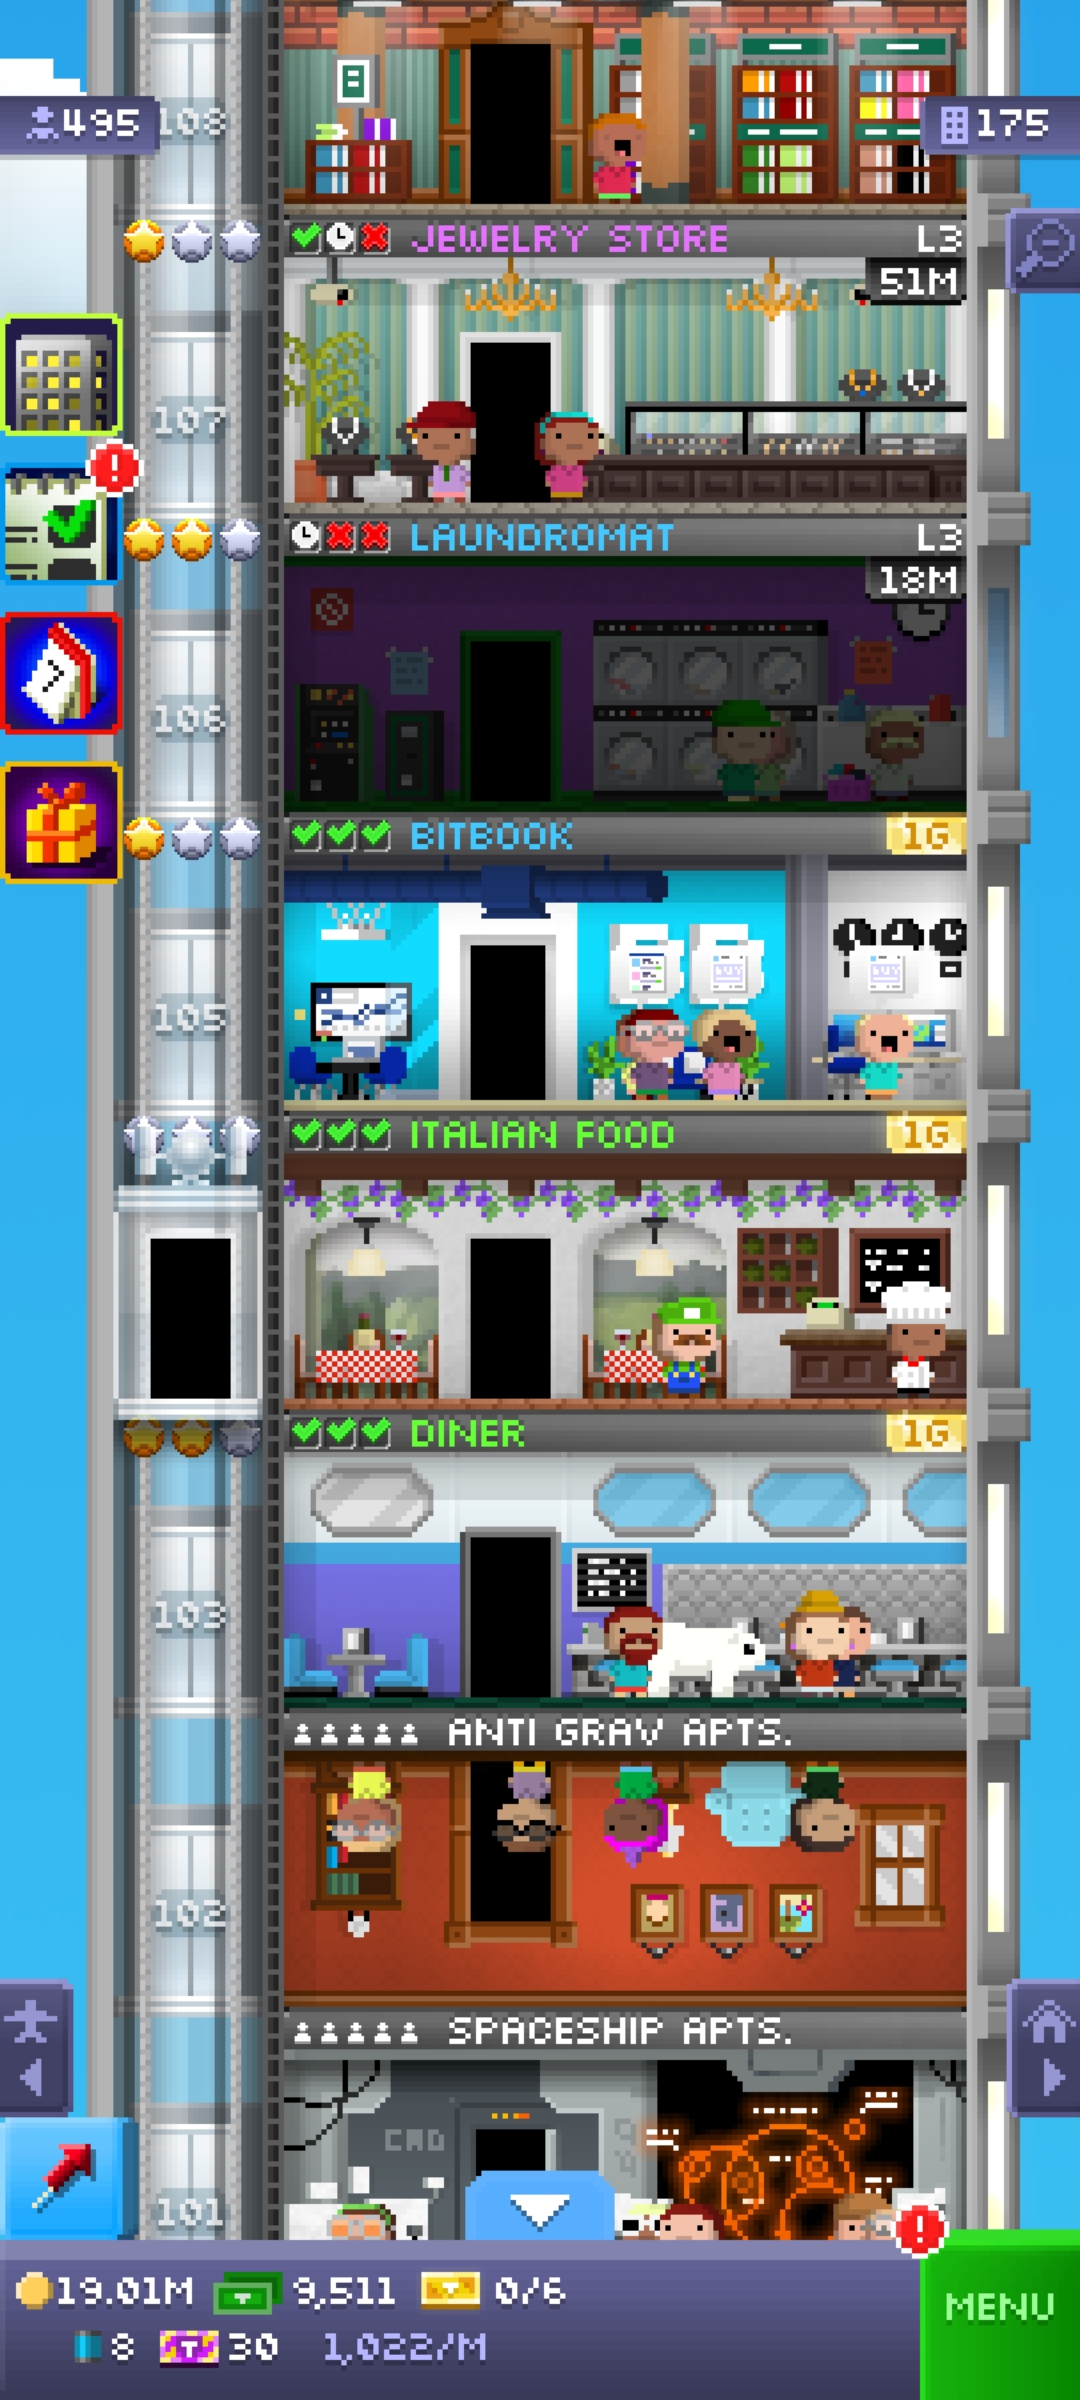 495
108
175
JEWELRY STORE
L3
51M
107
LAUNDROMAT
L3
18M
106
BITBOOK
1G
105
ITALIAN FOOD
1G
DINER
1G
103
ANTI GRAV APTS.
102
SPACESHIP APTS.
CMD
101
19.01M
9,511
0/6
MENU
8
T
30
1,022/M